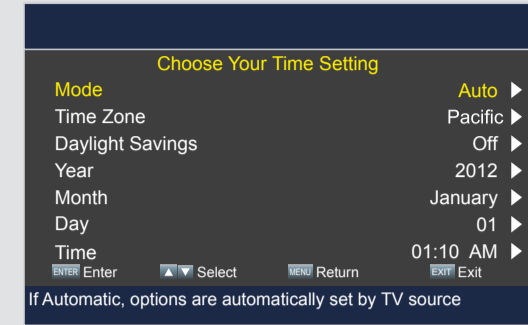 Choose Your Time Setting
Mode Auto
Time Zone Pacific
Daylight Savings Off
Year 2012
Month January
Day 01
Time 01:10 AM
ENTER Enter ▲▼ Select MENU Return EXIT Exit
If Automatic, options are automatically set by TV source